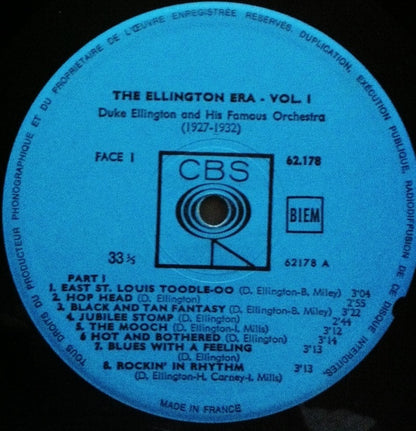 TOUS DROITS DU PRODUCTEUR PHONOGRAPHIQUE ET DU PROPRIETAIRE DE L'ŒUVRE ENREGISTREE RESERVES. DUPLICATION, EXECUTION PUBLIQUE, RADIODIFFUSION DE CE DISQUE INTERDITES.
THE ELLINGTON ERA - VOL. I
Duke Ellington and His Famous Orchestra
(1927-1932)
FACE I
62.178
CBS
BIEM
33 ⅓
62178 A
PART I
1. EAST ST. LOUIS TOODLE-OO (D. Ellington-B. Miley) 3'04
2. HOP HEAD (D. Ellington) 2'55
3. BLACK AND TAN FANTASY (D. Ellington-B. Miley) 3'22
4. JUBILEE STOMP (D. Ellington) 2'44
5. THE MOOCH (D. Ellington-I. Mills) 3'12
6 HOT AND BOTHERED (D. Ellington) 3'14
7. BLUES WITH A FEELING 3'13
(D. Ellington)
8. ROCKIN' IN RHYTHM 3'13
(D. Ellington-H. Carney-I. Mills)
MADE IN FRANCE